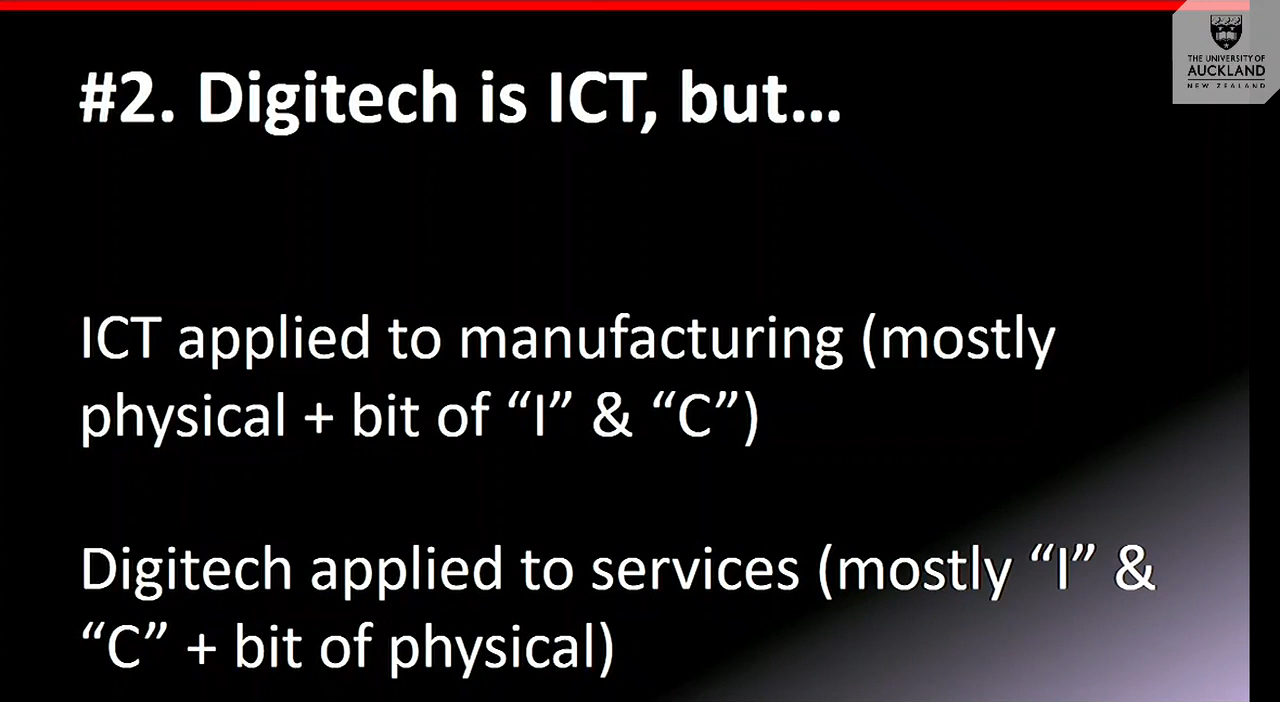 THE UNIVERSITY OF
AUCKLAND
NEW ZEALAND
#2. Digitech is ICT, but…
ICT applied to manufacturing (mostly
physical + bit of “I” & “C”)
Digitech applied to services (mostly “I” &
“C” + bit of physical)